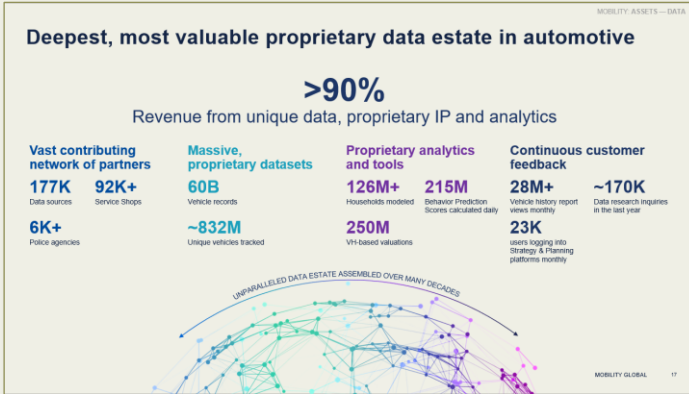 MOBILITY: ASSETS — DATA
Deepest, most valuable proprietary data estate in automotive
>90%
Revenue from unique data, proprietary IP and analytics
Vast contributing
network of partners
177K
Data sources
92K+
Service Shops
6K+
Police agencies
Massive,
proprietary datasets
60B
Vehicle records
~832M
Unique vehicles tracked
Proprietary analytics
and tools
126M+
Households modeled
215M
Behavior Prediction
Scores calculated daily
250M
VH-based valuations
Continuous customer
feedback
28M+
Vehicle history report
views monthly
~170K
Data research inquiries
in the last year
23K
users logging into
Strategy & Planning
platforms monthly
UNPARALLELED DATA ESTATE ASSEMBLED OVER MANY DECADES
MOBILITY GLOBAL 17